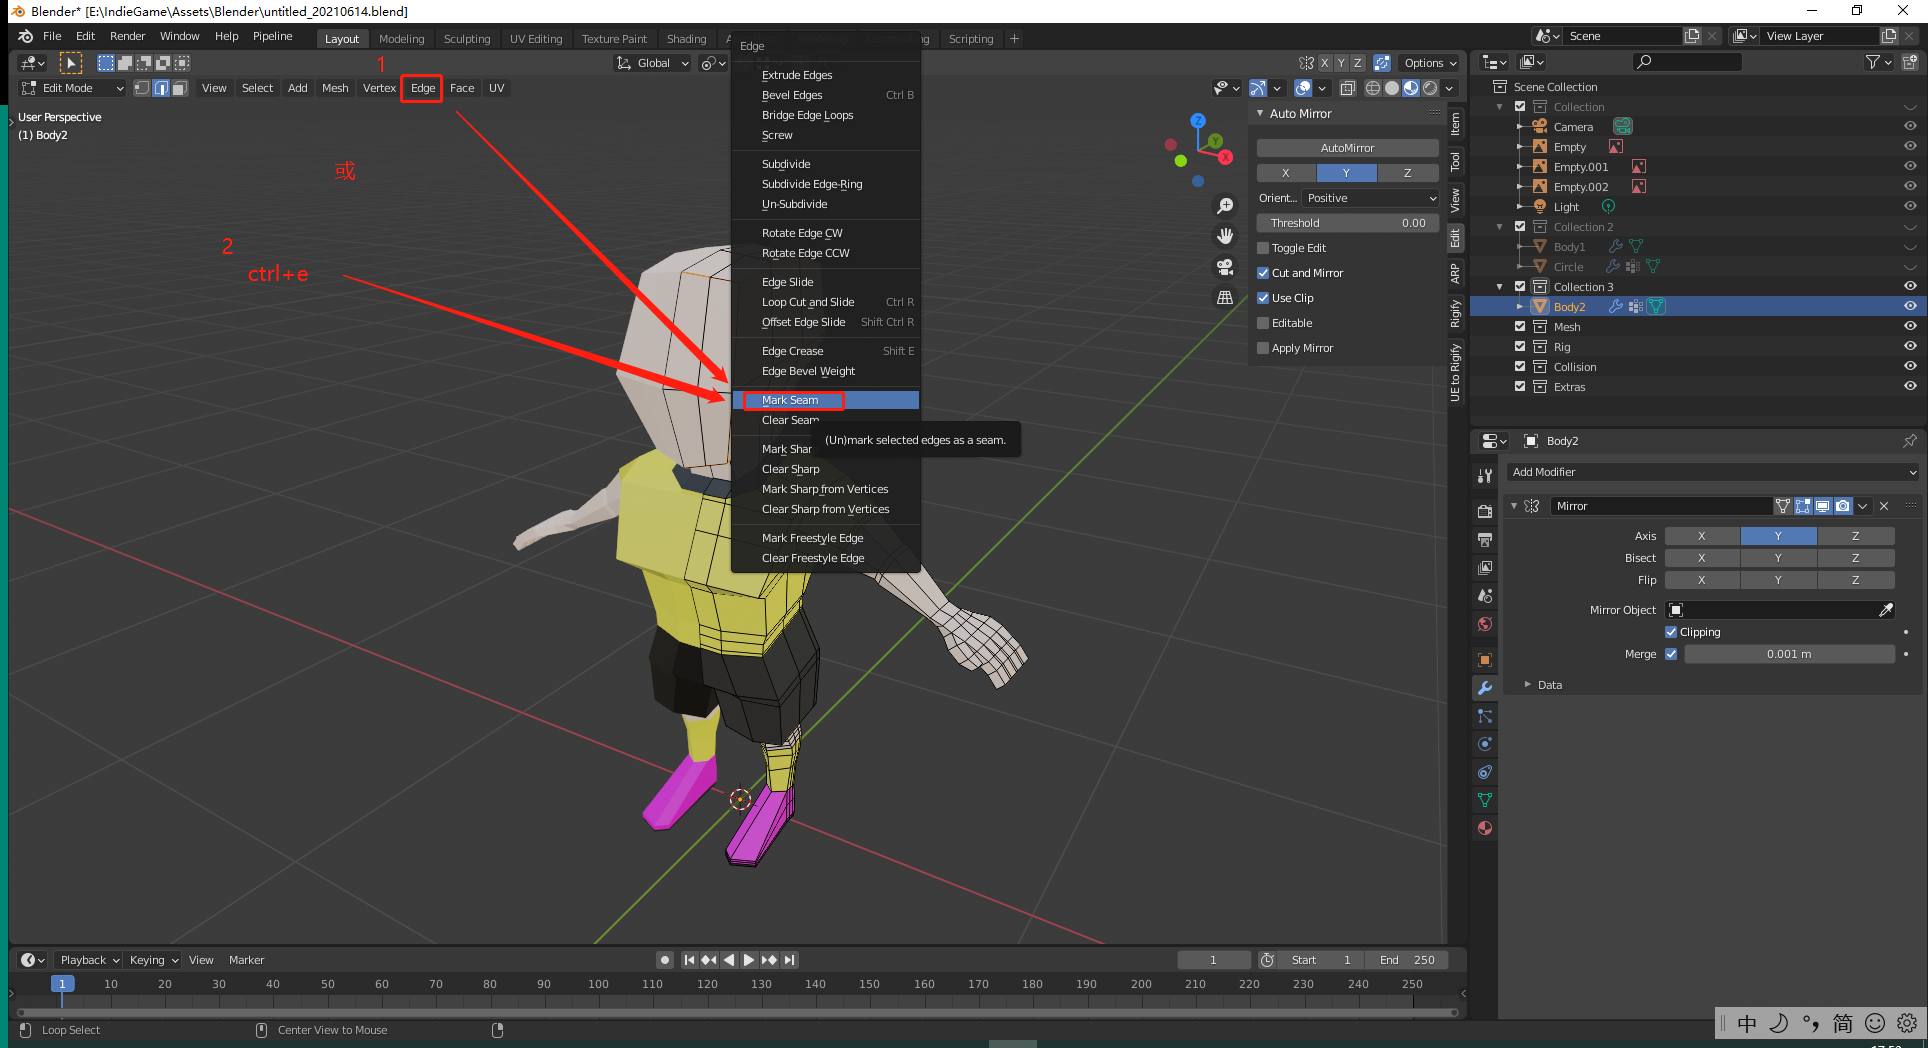 Blender* [E:\IndieGame\Assets\Blender\untitled_20210614.blend]
File Edit Render Window Help Pipeline
Layout Modeling Sculpting UV Editing Texture Paint Shading Scripting +
Scene
View Layer
Global
X Y Z Options
1
Edit Mode View Select Add Mesh Vertex Edge Face UV
User Perspective
(1) Body2
或
2
ctrl+e
Edge
Extrude Edges
Bevel Edges Ctrl B
Bridge Edge Loops
Screw
Subdivide
Subdivide Edge-Ring
Un-Subdivide
Rotate Edge CW
Rotate Edge CCW
Edge Slide
Loop Cut and Slide Ctrl R
Offset Edge Slide Shift Ctrl R
Edge Crease Shift E
Edge Bevel Weight
Mark Seam
Clear Seam
(Un)mark selected edges as a seam.
Mark Shar
Clear Sharp
Mark Sharp from Vertices
Clear Sharp from Vertices
Mark Freestyle Edge
Clear Freestyle Edge
Z
Y
X
Auto Mirror
AutoMirror
X Y Z
Orient... Positive
Threshold 0.00
Toggle Edit
Cut and Mirror
Use Clip
Editable
Apply Mirror
Item
Tool
View
Edit
ARP
Rigify
UE to Rigify
Scene Collection
Collection
Camera
Empty
Empty.001
Empty.002
Light
Collection 2
Body1
Circle
Collection 3
Body2
Mesh
Rig
Collision
Extras
Body2
Add Modifier
Mirror
Axis X Y Z
Bisect X Y Z
Flip X Y Z
Mirror Object
Clipping
Merge 0.001 m
Data
Playback Keying View Marker
1 Start 1 End 250
1 10 20 30 40 50 60 70 80 90 100 110 120 130 140 150 160 170 180 190 200 210 220 230 240 250
Loop Select Center View to Mouse
中 简